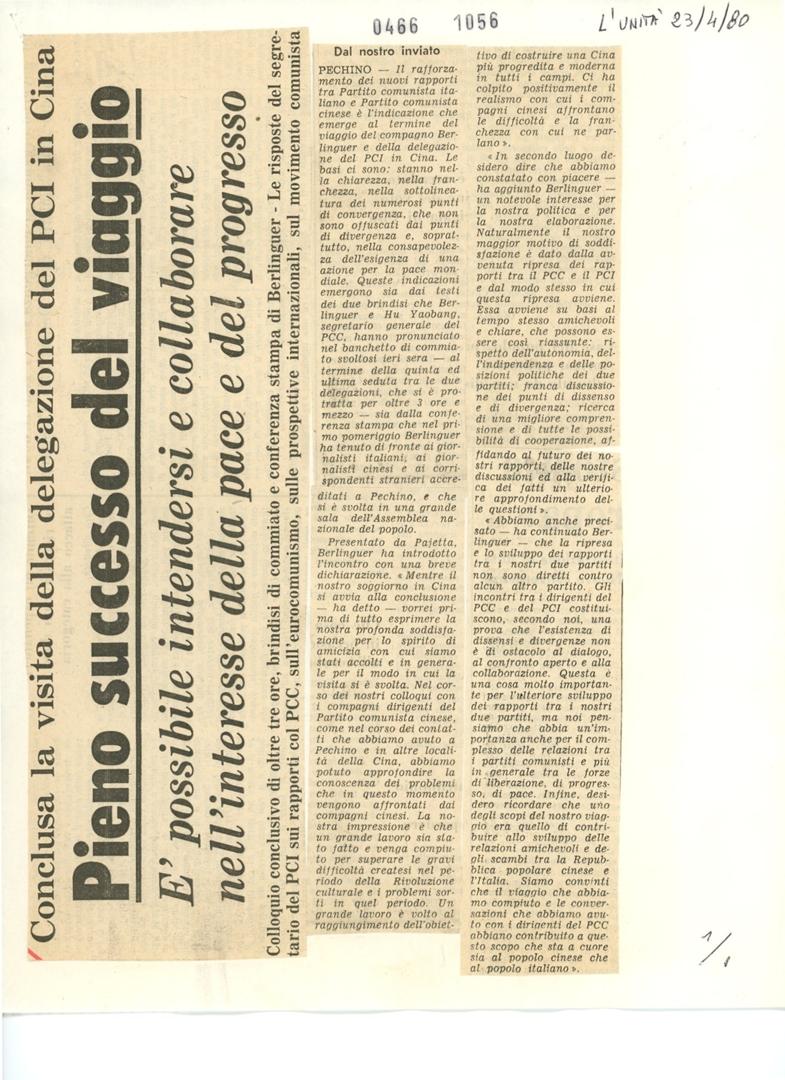 0466 1056
L'UNITÀ 23/4/80
Conclusa la visita della delegazione del PCI in Cina
Pieno successo del viaggio
E' possibile intendersi e collaborare
nell'interesse della pace e del progresso
Colloquio conclusivo di oltre tre ore, brindisi di commiato e conferenza stampa di Berlinguer - Le risposte del segre-
tario del PCI sui rapporti col PCC, sull'eurocomunismo, sulle prospettive internazionali, sul movimento comunista
Dal nostro inviato
PECHINO — Il rafforza-
mento dei nuovi rapporti
tra Partito comunista ita-
liano e Partito comunista
cinese è l'indicazione che
emerge al termine del
viaggio del compagno Ber-
linguer e della delegazio-
ne del PCI in Cina. Le
basi ci sono: stanno nel-
la chiarezza, nella fran-
chezza, nella sottolinea-
tura dei numerosi punti
di convergenza, che non
sono offuscati dai punti
di divergenza e, soprat-
tutto, nella consapevolez-
za dell'esigenza di una
azione per la pace mon-
diale. Queste indicazioni
emergono sia dai testi
dei due brindisi che Ber-
linguer e Hu Yaobang,
segretario generale del
PCC, hanno pronunciato
nel banchetto di commia-
to svoltosi ieri sera — al
termine della quinta ed
ultima seduta tra le due
delegazioni, che si è pro-
tratta per oltre 3 ore e
mezzo — sia dalla confe-
renza stampa che nel pri-
mo pomeriggio Berlinguer
ha tenuto di fronte ai gior-
nalisti italiani, ai gior-
nalisti cinesi e ai corri-
spondenti stranieri accre-
ditati a Pechino, e che
si è svolta in una grande
sala dell'Assemblea na-
zionale del popolo.
Presentato da Pajetta,
Berlinguer ha introdotto
l'incontro con una breve
dichiarazione. « Mentre il
nostro soggiorno in Cina
si avvia alla conclusione
— ha detto — vorrei pri-
ma di tutto esprimere la
nostra profonda soddisfa-
zione per lo spirito di
amicizia con cui siamo
stati accolti e in genera-
le per il modo in cui la
visita si è svolta. Nel cor-
so dei nostri colloqui con
i compagni dirigenti del
Partito comunista cinese,
come nel corso dei contat-
ti che abbiamo avuto a
Pechino e in altre locali-
tà della Cina, abbiamo
potuto approfondire la
conoscenza dei problemi
che in questo momento
vengono affrontati dai
compagni cinesi. La no-
stra impressione è che
un grande lavoro sia sta-
to fatto e venga compiu-
to per superare le gravi
difficoltà createsi nel pe-
riodo della Rivoluzione
culturale e i problemi sor-
ti in quel periodo. Un
grande lavoro è volto al
raggiungimento dell'obiet-
tivo di costruire una Cina
più progredita e moderna
in tutti i campi. Ci ha
colpito positivamente il
realismo con cui i com-
pagni cinesi affrontano
le difficoltà e la fran-
chezza con cui ne par-
lano ».
« In secondo luogo de-
sidero dire che abbiamo
constatato con piacere —
ha aggiunto Berlinguer —
un notevole interesse per
la nostra politica e per
la nostra elaborazione.
Naturalmente il nostro
maggior motivo di soddi-
sfazione è dato dalla av-
venuta ripresa dei rap-
porti tra il PCC e il PCI
e dal modo stesso in cui
questa ripresa avviene.
Essa avviene su basi al
tempo stesso amichevoli
e chiare, che possono es-
sere così riassunte: ri-
spetto dell'autonomia, del-
l'indipendenza e delle po-
sizioni politiche dei due
partiti; franca discussio-
ne dei punti di dissenso
e di divergenza; ricerca
di una migliore compren-
sione e di tutte le possi-
bilità di cooperazione, af-
fidando al futuro dei no-
stri rapporti, delle nostre
discussioni ed alla verifi-
ca dei fatti un ulterio-
re approfondimento del-
le questioni ».
« Abbiamo anche preci-
sato — ha continuato Ber-
linguer — che la ripresa
e lo sviluppo dei rapporti
tra i nostri due partiti
non sono diretti contro
alcun altro partito. Gli
incontri tra i dirigenti del
PCC e del PCI costitui-
scono, secondo noi, una
prova che l'esistenza di
dissensi e divergenze non
è di ostacolo al dialogo,
al confronto aperto e alla
collaborazione. Questa è
una cosa molto importan-
te per l'ulteriore sviluppo
dei rapporti tra i nostri
due partiti, ma noi pen-
siamo che abbia un'im-
portanza anche per il com-
plesso delle relazioni tra
i partiti comunisti e più
in generale tra le forze
di liberazione, di progres-
so, di pace. Infine, desi-
dero ricordare che uno
degli scopi del nostro viag-
gio era quello di contri-
buire allo sviluppo delle
relazioni amichevoli e de-
gli scambi tra la Repub-
blica popolare cinese e
l'Italia. Siamo convinti
che il viaggio che abbia-
mo compiuto e le conver-
sazioni che abbiamo avu-
to con i dirigenti del PCC
abbiano contribuito a que-
sto scopo che sta a cuore
sia al popolo cinese che
al popolo italiano ».
1/1